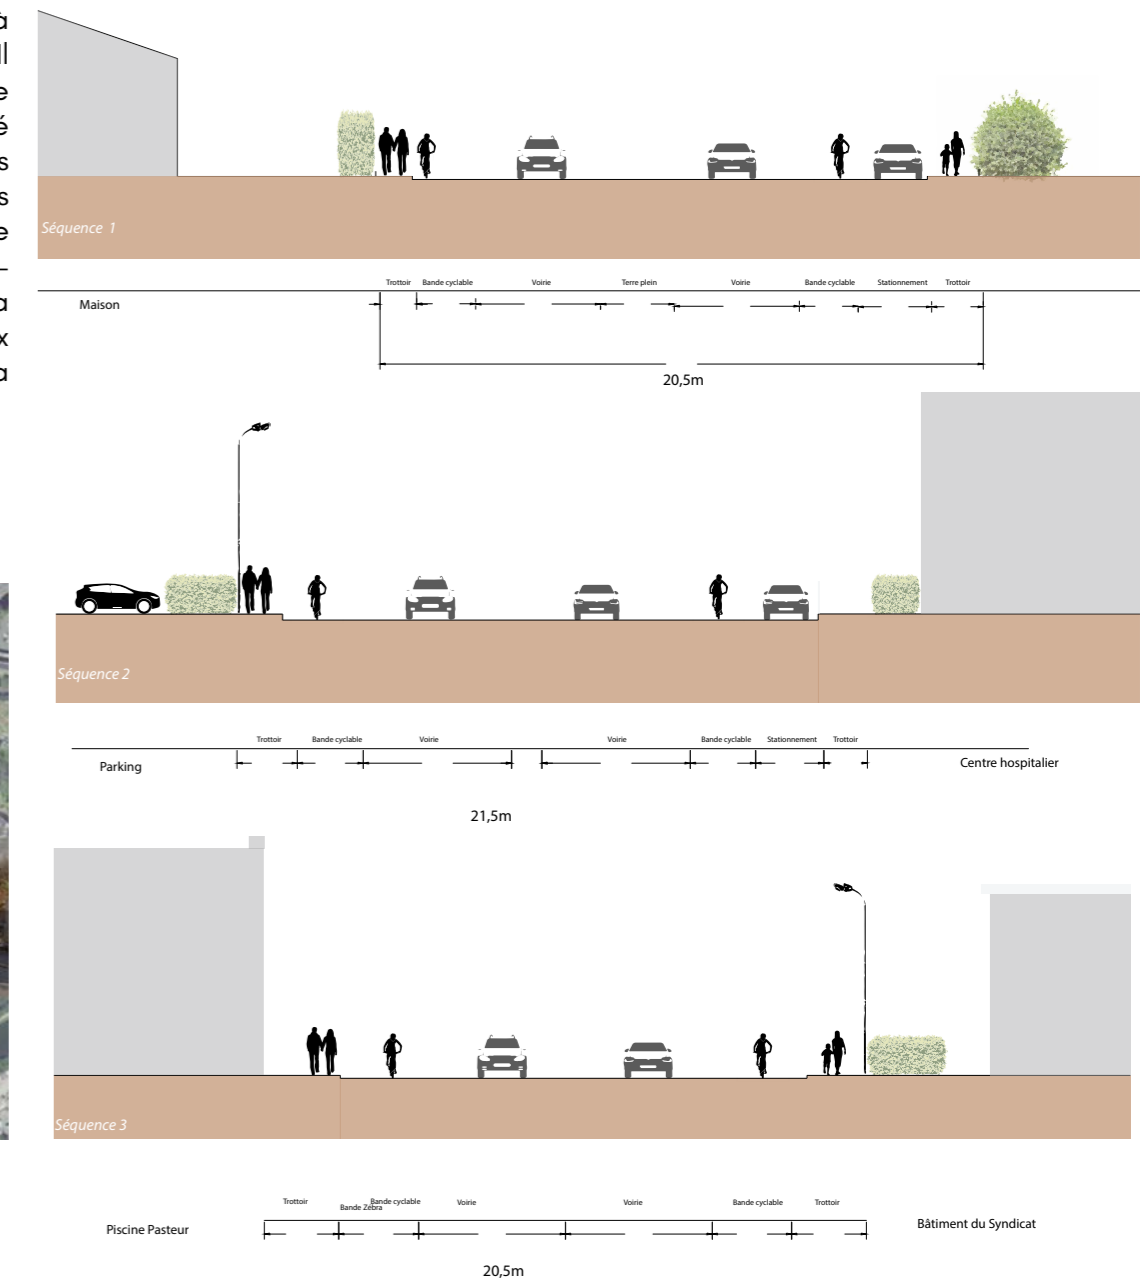 à
ll
e
é
s
s
e
–
a
x
a
Séquence 1
Trottoir Bande cyclable Voirie Terre plein Voirie Bande cyclable Stationnement Trottoir
Maison
20,5m
Séquence 2
Trottoir Bande cyclable Voirie Voirie Bande cyclable Stationnement Trottoir
Parking Centre hospitalier
21,5m
Séquence 3
Trottoir Bande Zébra Bande cyclable Voirie Voirie Bande cyclable Trottoir
Piscine Pasteur Bâtiment du Syndicat
20,5m